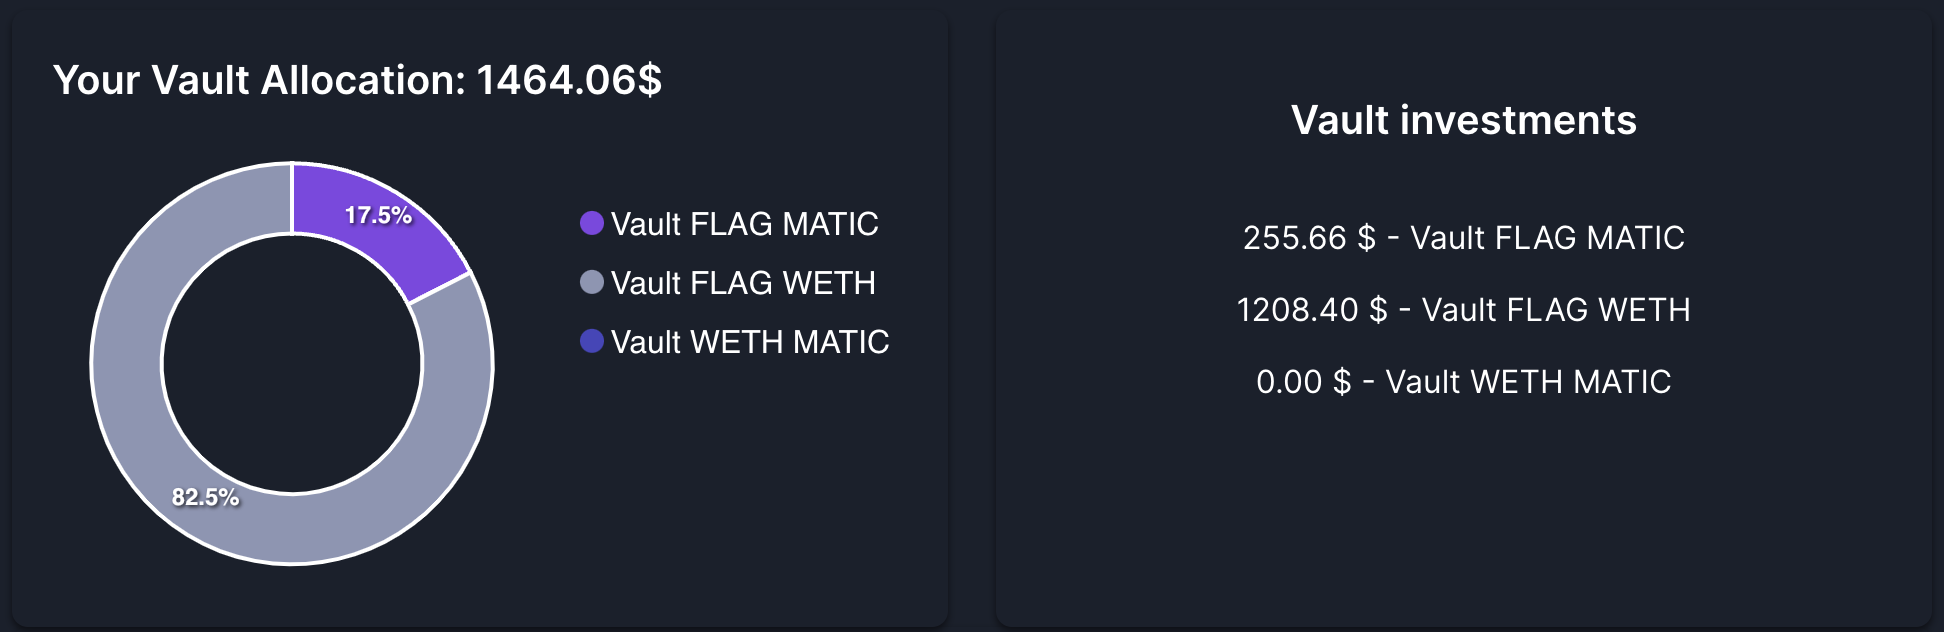 Your Vault Allocation: 1464.06$
17.5%
82.5%
Vault FLAG MATIC
Vault FLAG WETH
Vault WETH MATIC
Vault investments
255.66 $ - Vault FLAG MATIC
1208.40 $ - Vault FLAG WETH
0.00 $ - Vault WETH MATIC